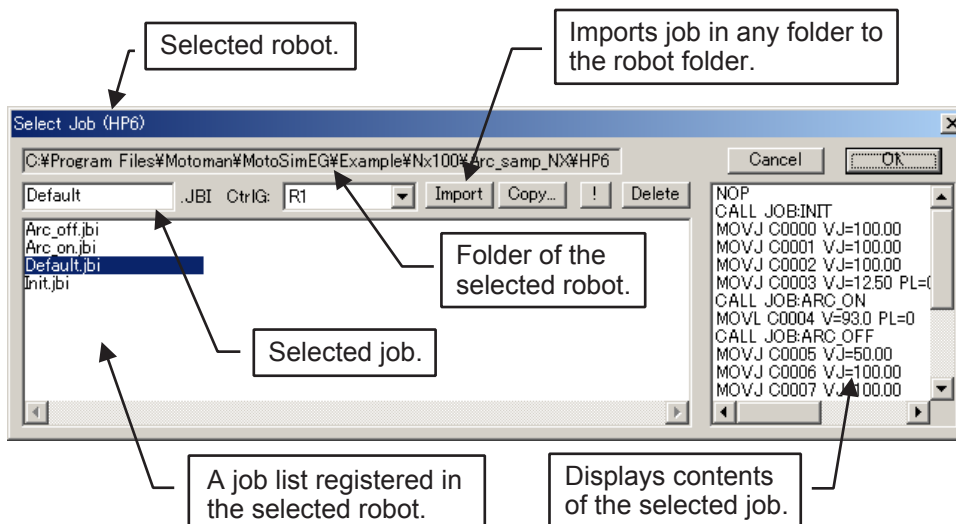 Selected robot.
Imports job in any folder to
the robot folder.
Select Job (HP6)
C:¥Program Files¥Motoman¥MotoSimEG¥Example¥Nx100¥Arc_samp_NX¥HP6
Cancel
OK
Default
.JBI
CtrlG:
R1
Import
Copy...
!
Delete
Arc_off.jbi
Arc_on.jbi
Default.jbi
Init.jbi
NOP
CALL JOB:INIT
MOVJ C0000 VJ=100.00
MOVJ C0001 VJ=100.00
MOVJ C0002 VJ=100.00
MOVJ C0003 VJ=12.50 PL=(
CALL JOB:ARC_ON
MOVL C0004 V=93.0 PL=0
CALL JOB:ARC_OFF
MOVJ C0005 VJ=50.00
MOVJ C0006 VJ=100.00
MOVJ C0007 VJ=100.00
Folder of the
selected robot.
Selected job.
A job list registered in
the selected robot.
Displays contents
of the selected job.